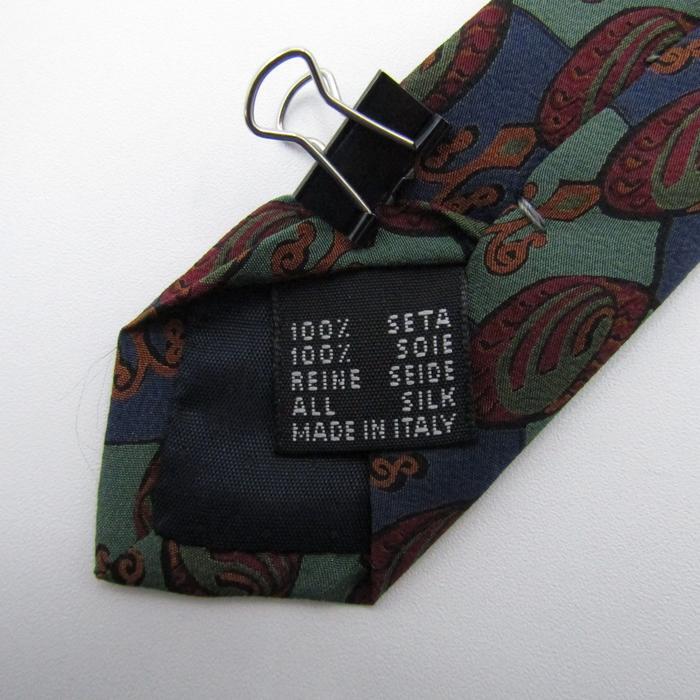 100% SETA
100% SOIE
REINE SEIDE
ALL SILK
MADE IN ITALY